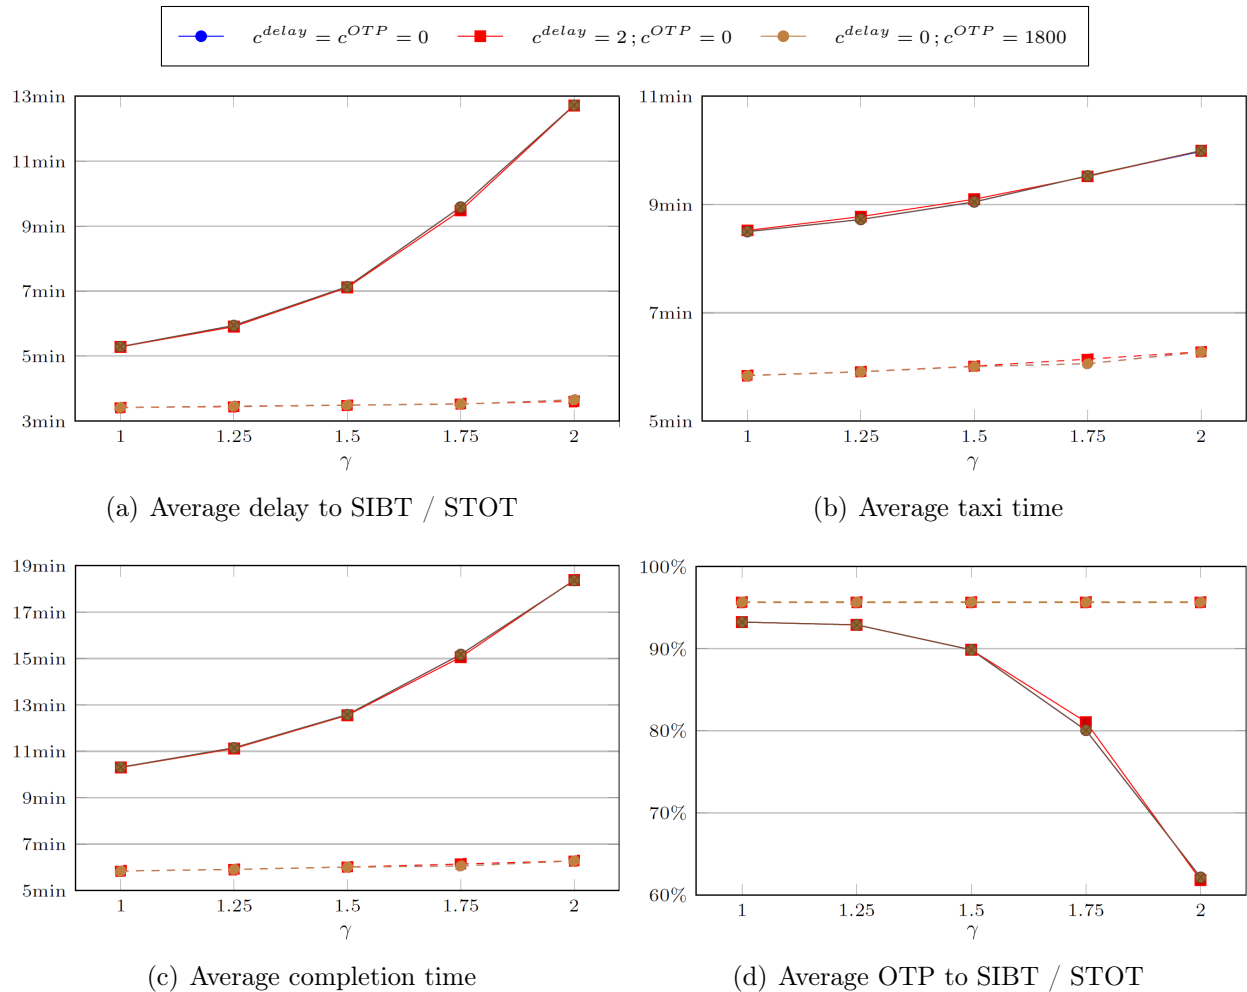 c^{delay} = c^{OTP} = 0 c^{delay} = 2 ; c^{OTP} = 0 c^{delay} = 0 ; c^{OTP} = 1800
13min
11min
9min
7min
5min
3min
1 1.25 1.5 1.75 2
γ
(a) Average delay to SIBT / STOT
11min
9min
7min
5min
1 1.25 1.5 1.75 2
γ
(b) Average taxi time
19min
17min
15min
13min
11min
9min
7min
5min
1 1.25 1.5 1.75 2
γ
(c) Average completion time
100%
90%
80%
70%
60%
1 1.25 1.5 1.75 2
γ
(d) Average OTP to SIBT / STOT